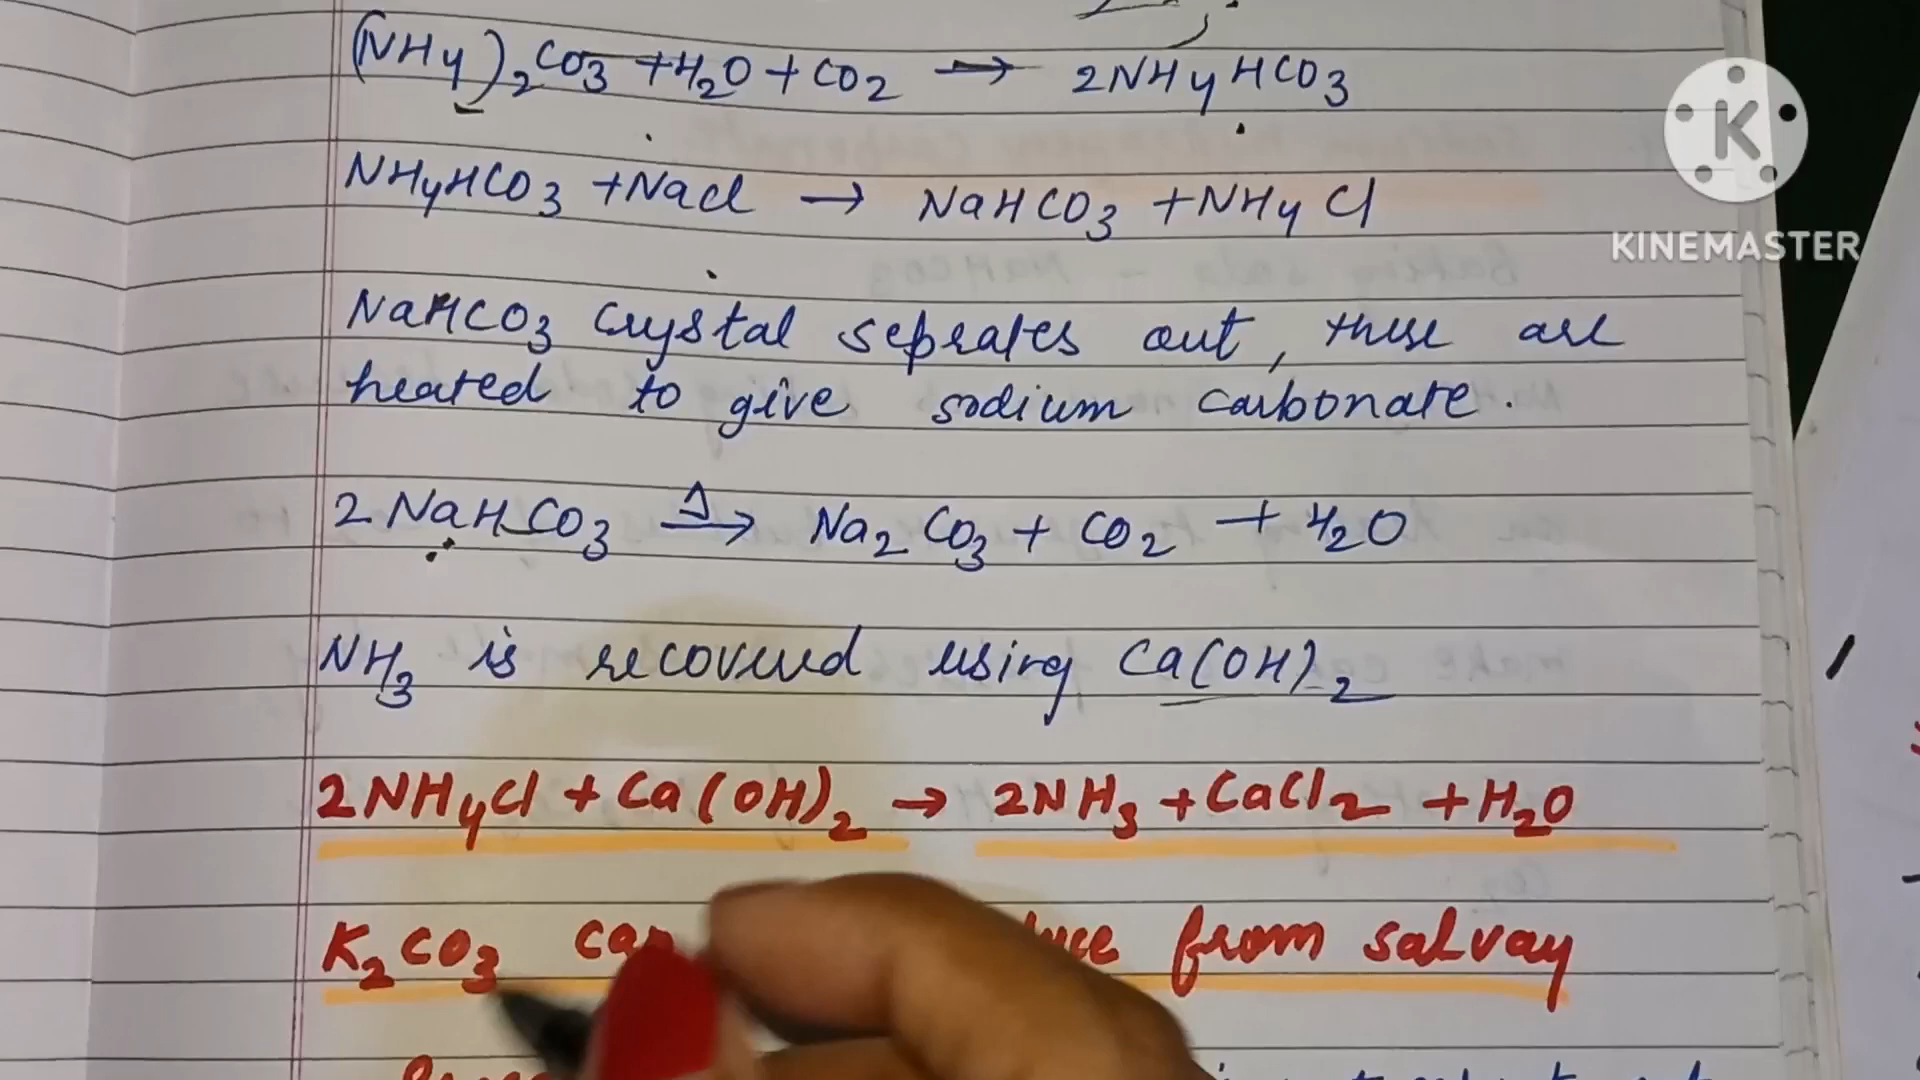 (NH4)2CO3 +H2O + CO2 → 2NH4HCO3
NH4HCO3 +NaCl → NaHCO3 +NH4Cl
NaHCO3 crystal seprates out, these are
heated to give sodium carbonate.
2NaHCO3 Δ→ Na2CO3 + CO2 + H2O
NH3 is recovered using Ca(OH)2
2NH4Cl + Ca(OH)2 → 2NH3 +CaCl2 +H2O
K2CO3 from salvay
K
KINEMASTER